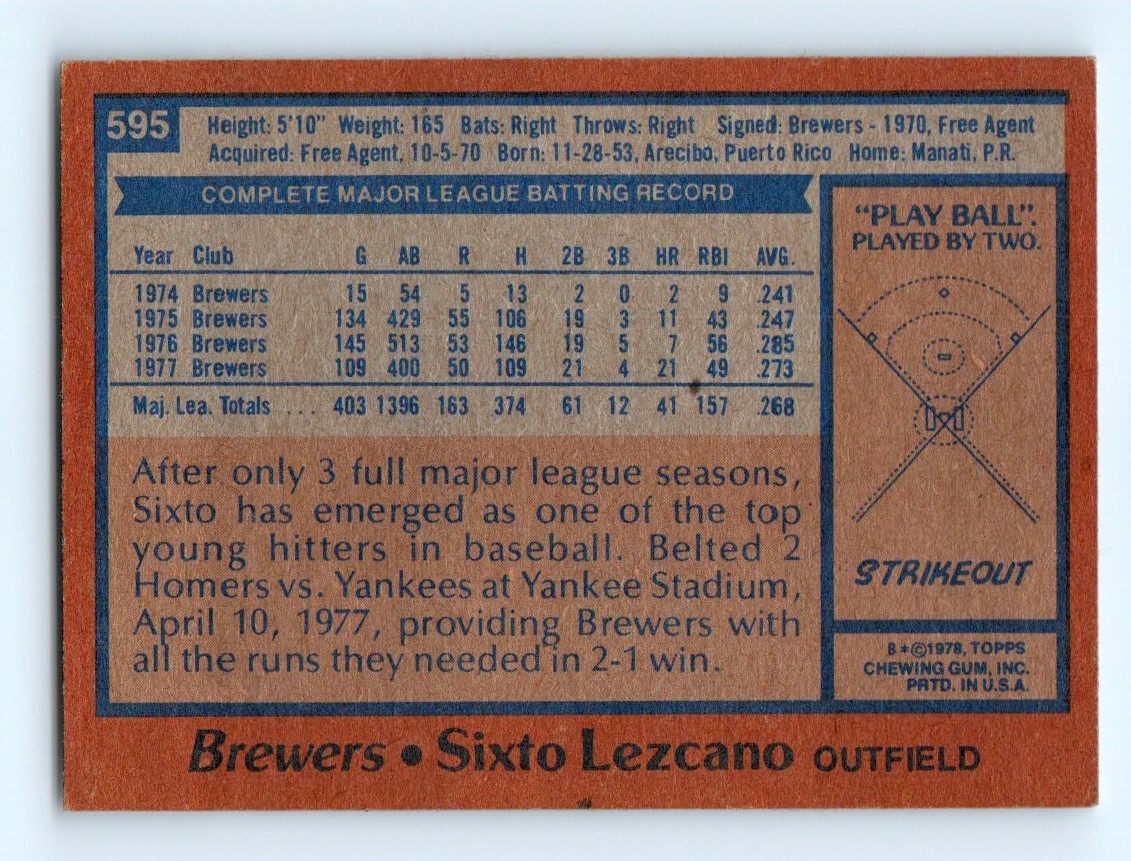 595
Height: 5'10" Weight: 165 Bats: Right Throws: Right Signed: Brewers - 1970, Free Agent
Acquired: Free Agent, 10-5-70 Born: 11-28-53, Arecibo, Puerto Rico Home: Manati, P.R.
COMPLETE MAJOR LEAGUE BATTING RECORD
Year Club G AB R H 2B 3B HR RBI AVG.
1974 Brewers 15 54 5 13 2 0 2 9 .241
1975 Brewers 134 429 55 106 19 3 11 43 .247
1976 Brewers 145 513 53 146 19 5 7 56 .285
1977 Brewers 109 400 50 109 21 4 21 49 .273
Maj. Lea. Totals ... 403 1396 163 374 61 12 41 157 .268
After only 3 full major league seasons,
Sixto has emerged as one of the top
young hitters in baseball. Belted 2
Homers vs. Yankees at Yankee Stadium,
April 10, 1977, providing Brewers with
all the runs they needed in 2-1 win.
"PLAY BALL".
PLAYED BY TWO.
STRIKEOUT
B*©1978, TOPPS
CHEWING GUM, INC.
PRTD. IN U.S.A.
Brewers • Sixto Lezcano OUTFIELD